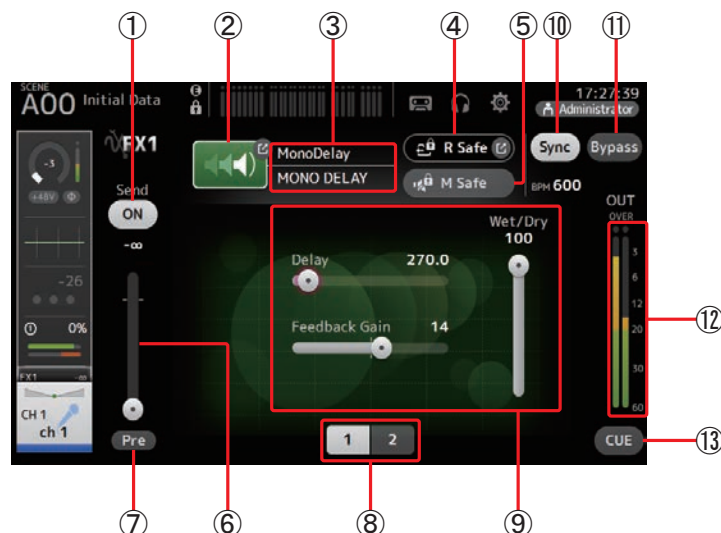 ① ② ③ ④ ⑤ ⑩ ⑪
SCENE
A00 Initial Data
E
17:27:39
Administrator
FX1
MonoDelay
MONO DELAY
R Safe
M Safe
Sync
Bypass
BPM 600
-3
+48V Φ
Send
ON
-∞
OUT
OVER
3
6
12
20
30
60
Wet/Dry
100
Delay 270.0
Feedback Gain 14
-26
0%
FX1 -∞
CH 1
ch 1
Pre
1 2
CUE
⑫
⑬
⑦ ⑥ ⑧ ⑨